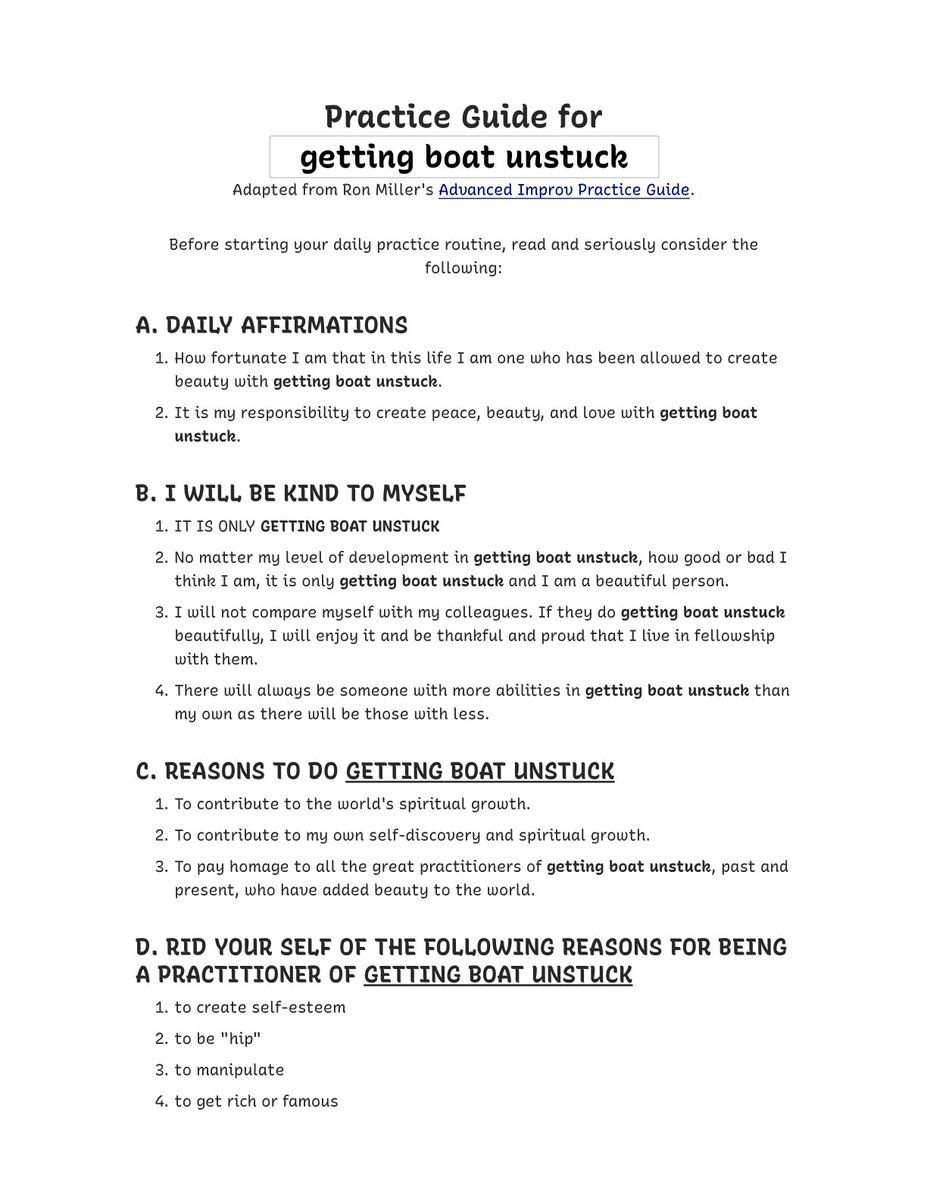 Practice Guide for
getting boat unstuck
Adapted from Ron Miller's Advanced Improv Practice Guide.
Before starting your daily practice routine, read and seriously consider the
following:
A. DAILY AFFIRMATIONS
1. How fortunate I am that in this life I am one who has been allowed to create
beauty with getting boat unstuck.
2. It is my responsibility to create peace, beauty, and love with getting boat
unstuck.
B. I WILL BE KIND TO MYSELF
1. IT IS ONLY GETTING BOAT UNSTUCK
2. No matter my level of development in getting boat unstuck, how good or bad I
think I am, it is only getting boat unstuck and I am a beautiful person.
3. I will not compare myself with my colleagues. If they do getting boat unstuck
beautifully, I will enjoy it and be thankful and proud that I live in fellowship
with them.
4. There will always be someone with more abilities in getting boat unstuck than
my own as there will be those with less.
C. REASONS TO DO GETTING BOAT UNSTUCK
1. To contribute to the world's spiritual growth.
2. To contribute to my own self-discovery and spiritual growth.
3. To pay homage to all the great practitioners of getting boat unstuck, past and
present, who have added beauty to the world.
D. RID YOUR SELF OF THE FOLLOWING REASONS FOR BEING
A PRACTITIONER OF GETTING BOAT UNSTUCK
1. to create self-esteem
2. to be "hip"
3. to manipulate
4. to get rich or famous